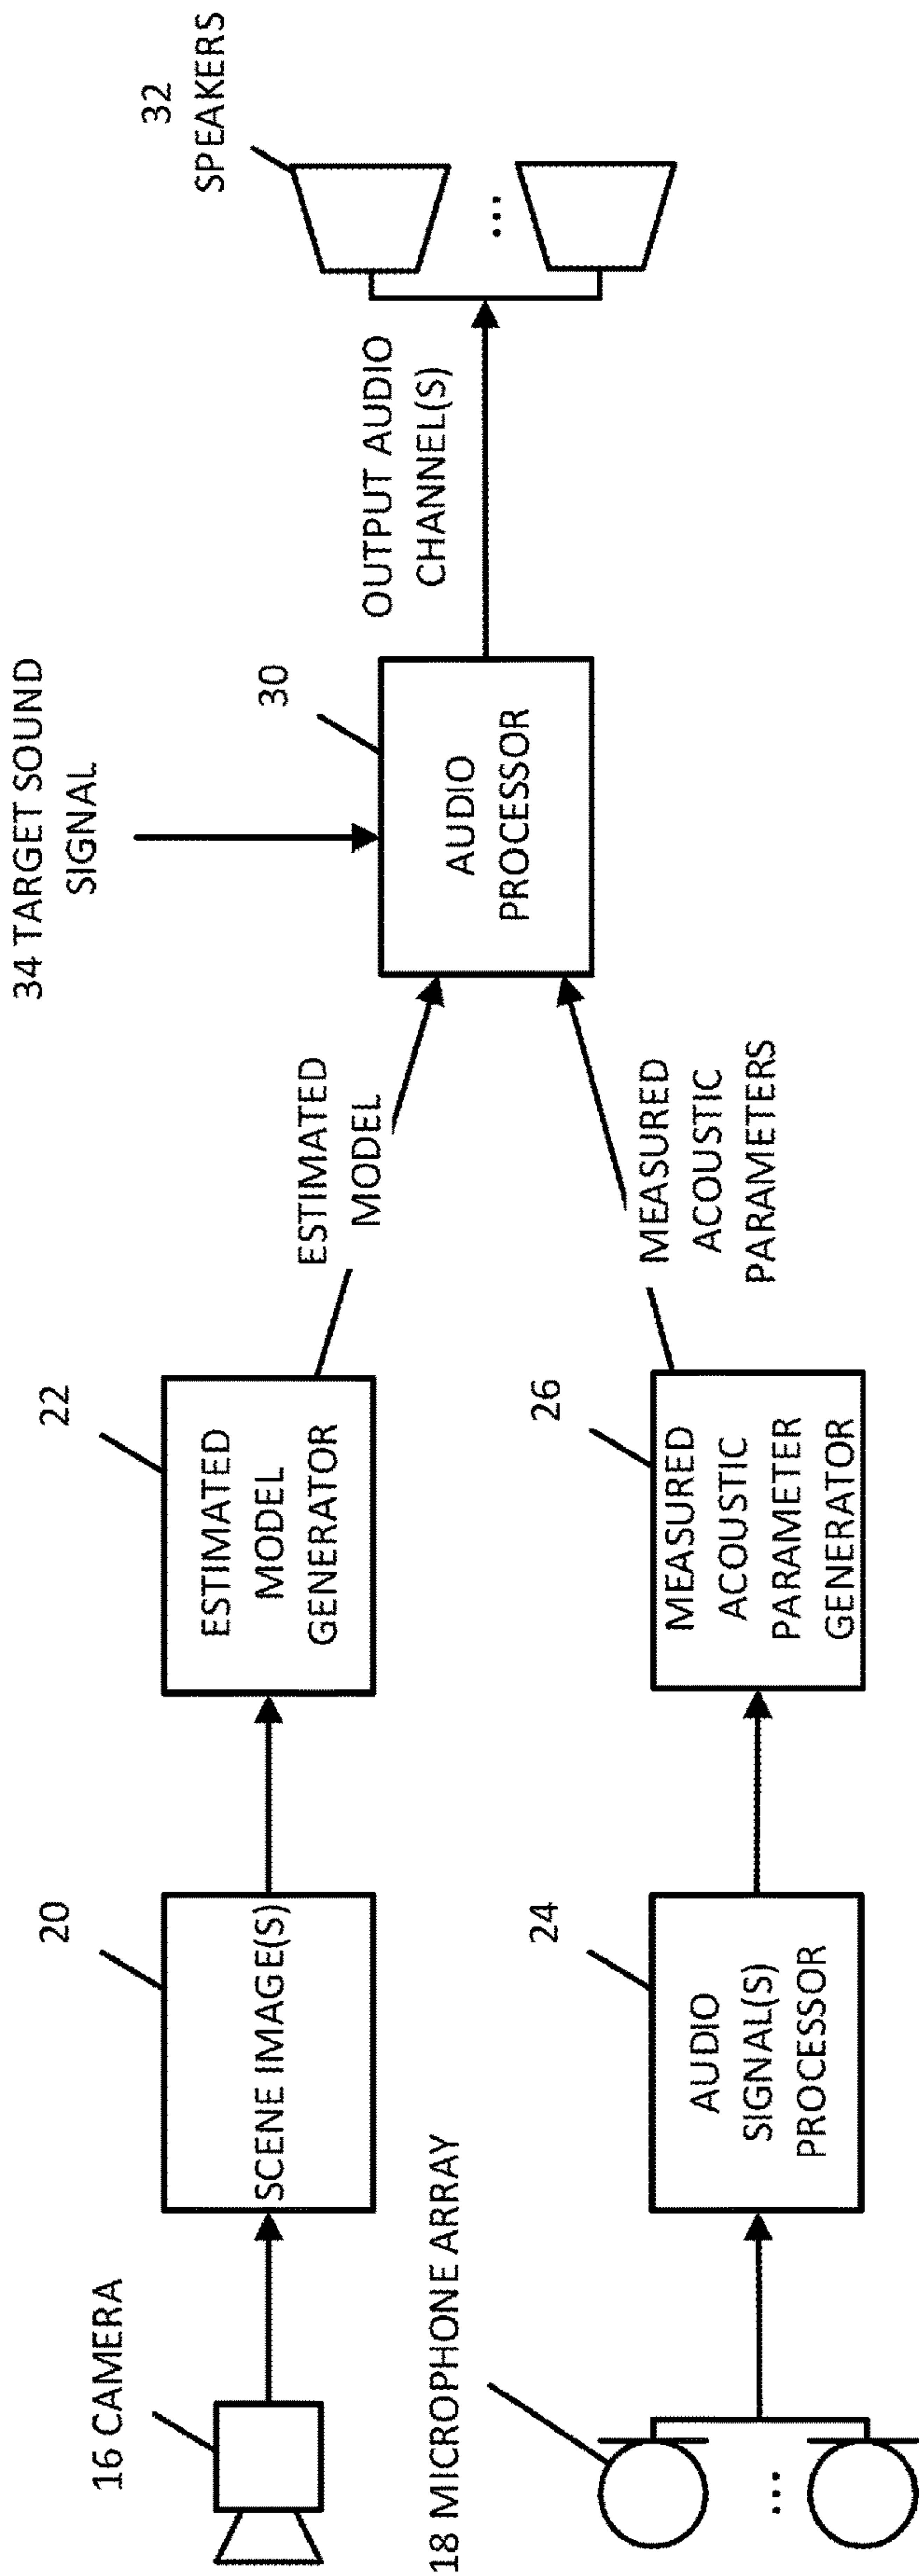 16 CAMERA
20
SCENE IMAGE(S)
22
ESTIMATED
MODEL
GENERATOR
ESTIMATED
MODEL
34 TARGET SOUND
SIGNAL
30
AUDIO
PROCESSOR
OUTPUT AUDIO
CHANNEL(S)
32
SPEAKERS
...
18 MICROPHONE ARRAY
...
24
AUDIO
SIGNAL(S)
PROCESSOR
26
MEASURED
ACOUSTIC
PARAMETER
GENERATOR
MEASURED
ACOUSTIC
PARAMETERS